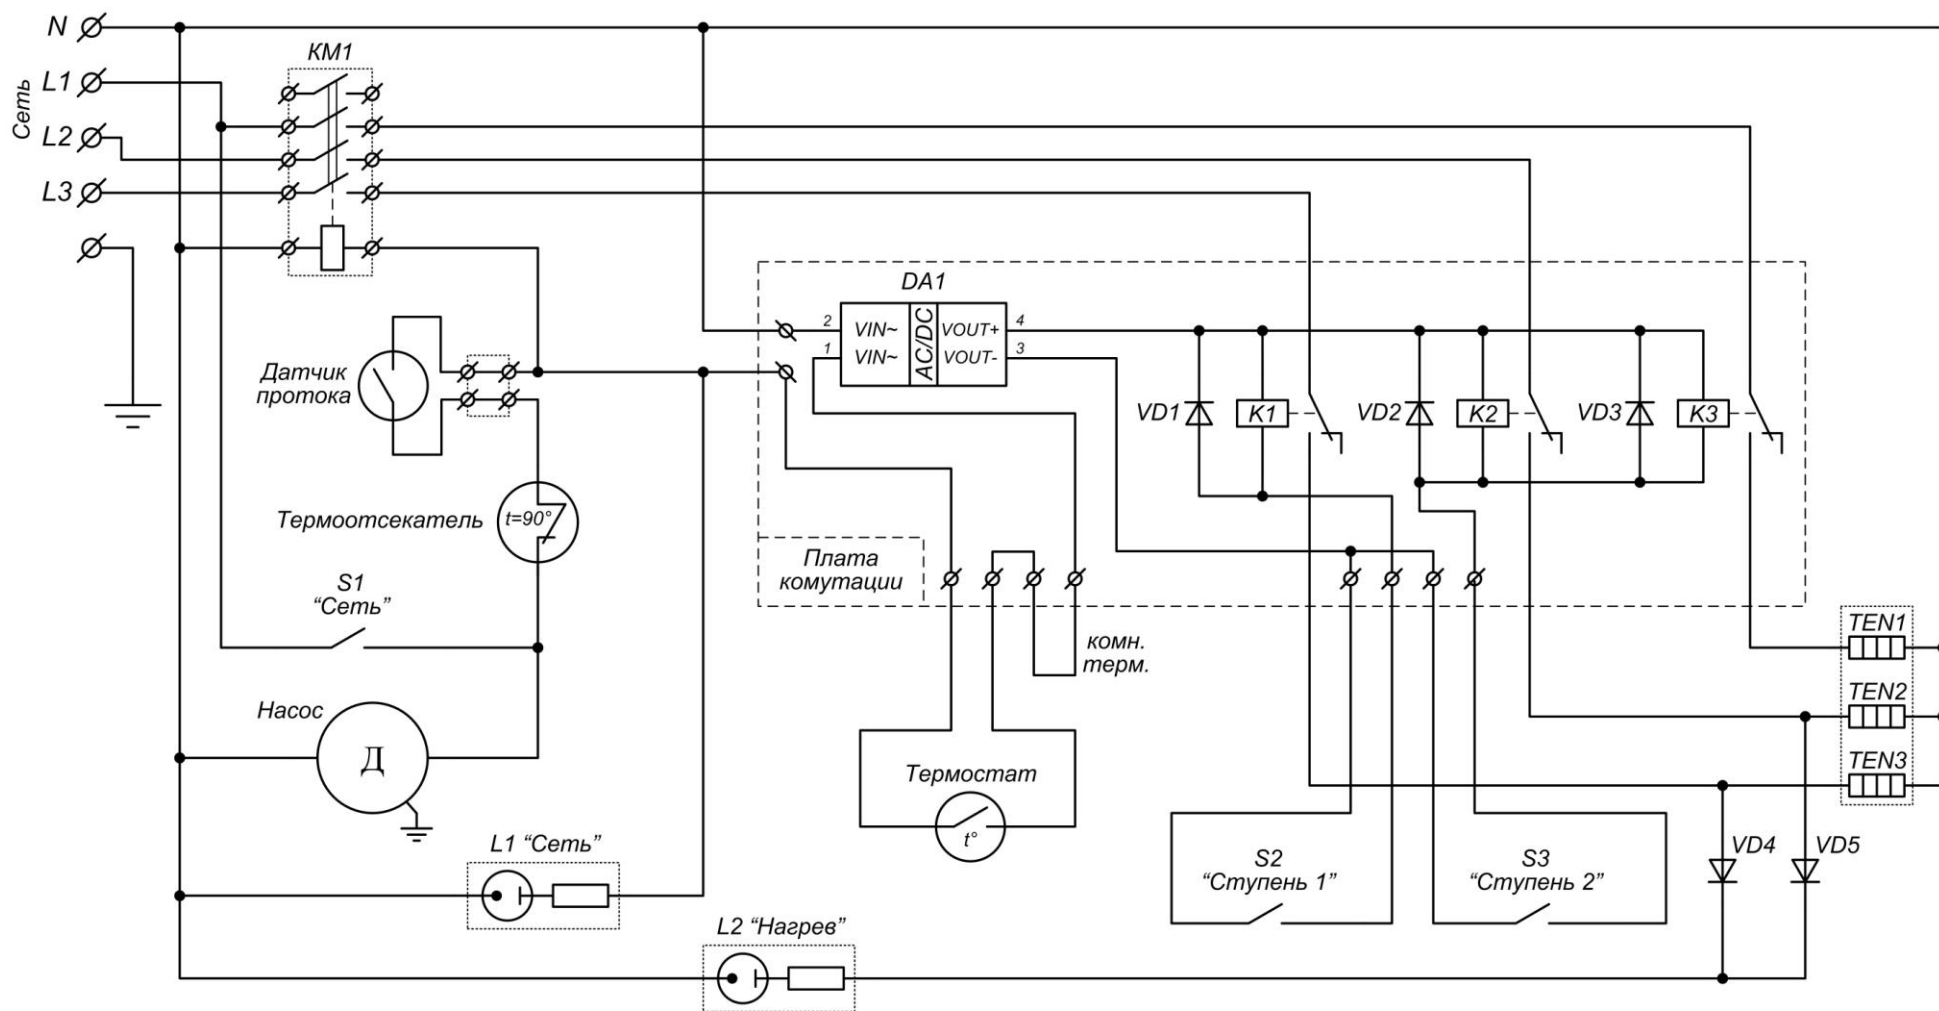 N
KM1
L1
Сеть
L2
L3
DA1
2
VIN~
AC/DC
VOUT+
4
1
VIN~
VOUT-
3
Датчик
протока
VD1
K1
VD2
K2
VD3
K3
Термоотсекатель
t=90°
Плата
комутации
S1
“Сеть”
комн.
терм.
TEN1
TEN2
TEN3
Насос
Д
Термостат
t°
L1 “Сеть”
S2
“Ступень 1”
S3
“Ступень 2”
VD4
VD5
L2 “Нагрев”